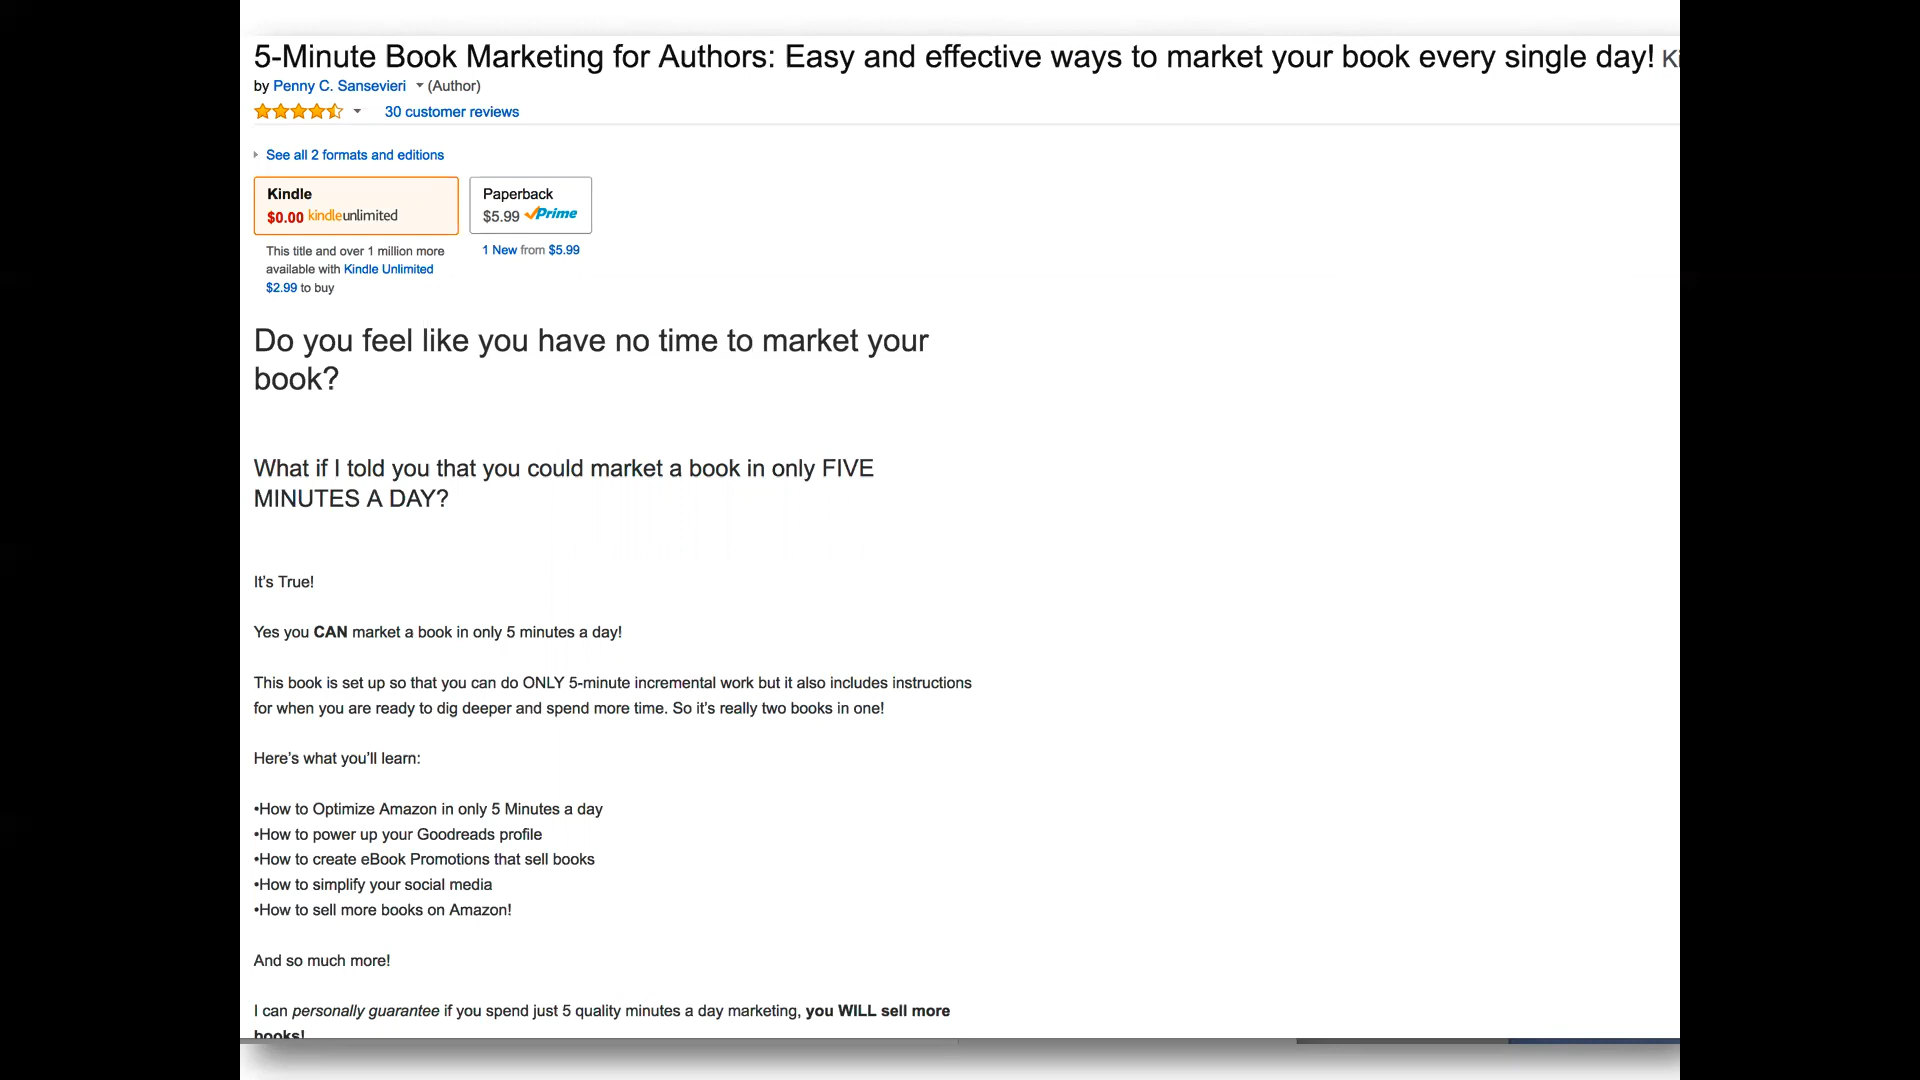 5-Minute Book Marketing for Authors: Easy and effective ways to market your book every single day!
by Penny C. Sansevieri (Author)
30 customer reviews
See all 2 formats and editions
Kindle
$0.00 kindleunlimited
This title and over 1 million more
available with Kindle Unlimited
$2.99 to buy
Paperback
$5.99 Prime
1 New from $5.99
Do you feel like you have no time to market your
book?
What if I told you that you could market a book in only FIVE
MINUTES A DAY?
It's True!
Yes you CAN market a book in only 5 minutes a day!
This book is set up so that you can do ONLY 5-minute incremental work but it also includes instructions
for when you are ready to dig deeper and spend more time. So it's really two books in one!
Here's what you'll learn:
•How to Optimize Amazon in only 5 Minutes a day
•How to power up your Goodreads profile
•How to create eBook Promotions that sell books
•How to simplify your social media
•How to sell more books on Amazon!
And so much more!
I can personally guarantee if you spend just 5 quality minutes a day marketing, you WILL sell more
books!